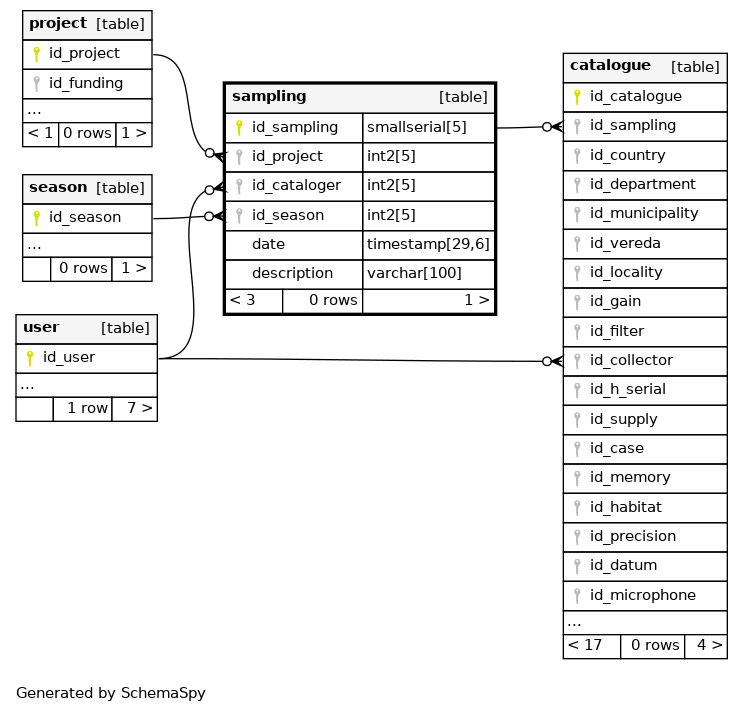 project [table]
id_project
id_funding
...
< 1 0 rows 1 >
season [table]
id_season
...
0 rows 1 >
user [table]
id_user
...
1 row 7 >
sampling [table]
id_sampling smallserial[5]
id_project int2[5]
id_cataloger int2[5]
id_season int2[5]
date timestamp[29,6]
description varchar[100]
< 3 0 rows 1 >
catalogue [table]
id_catalogue
id_sampling
id_country
id_department
id_municipality
id_vereda
id_locality
id_gain
id_filter
id_collector
id_h_serial
id_supply
id_case
id_memory
id_habitat
id_precision
id_datum
id_microphone
...
< 17 0 rows 4 >
Generated by SchemaSpy